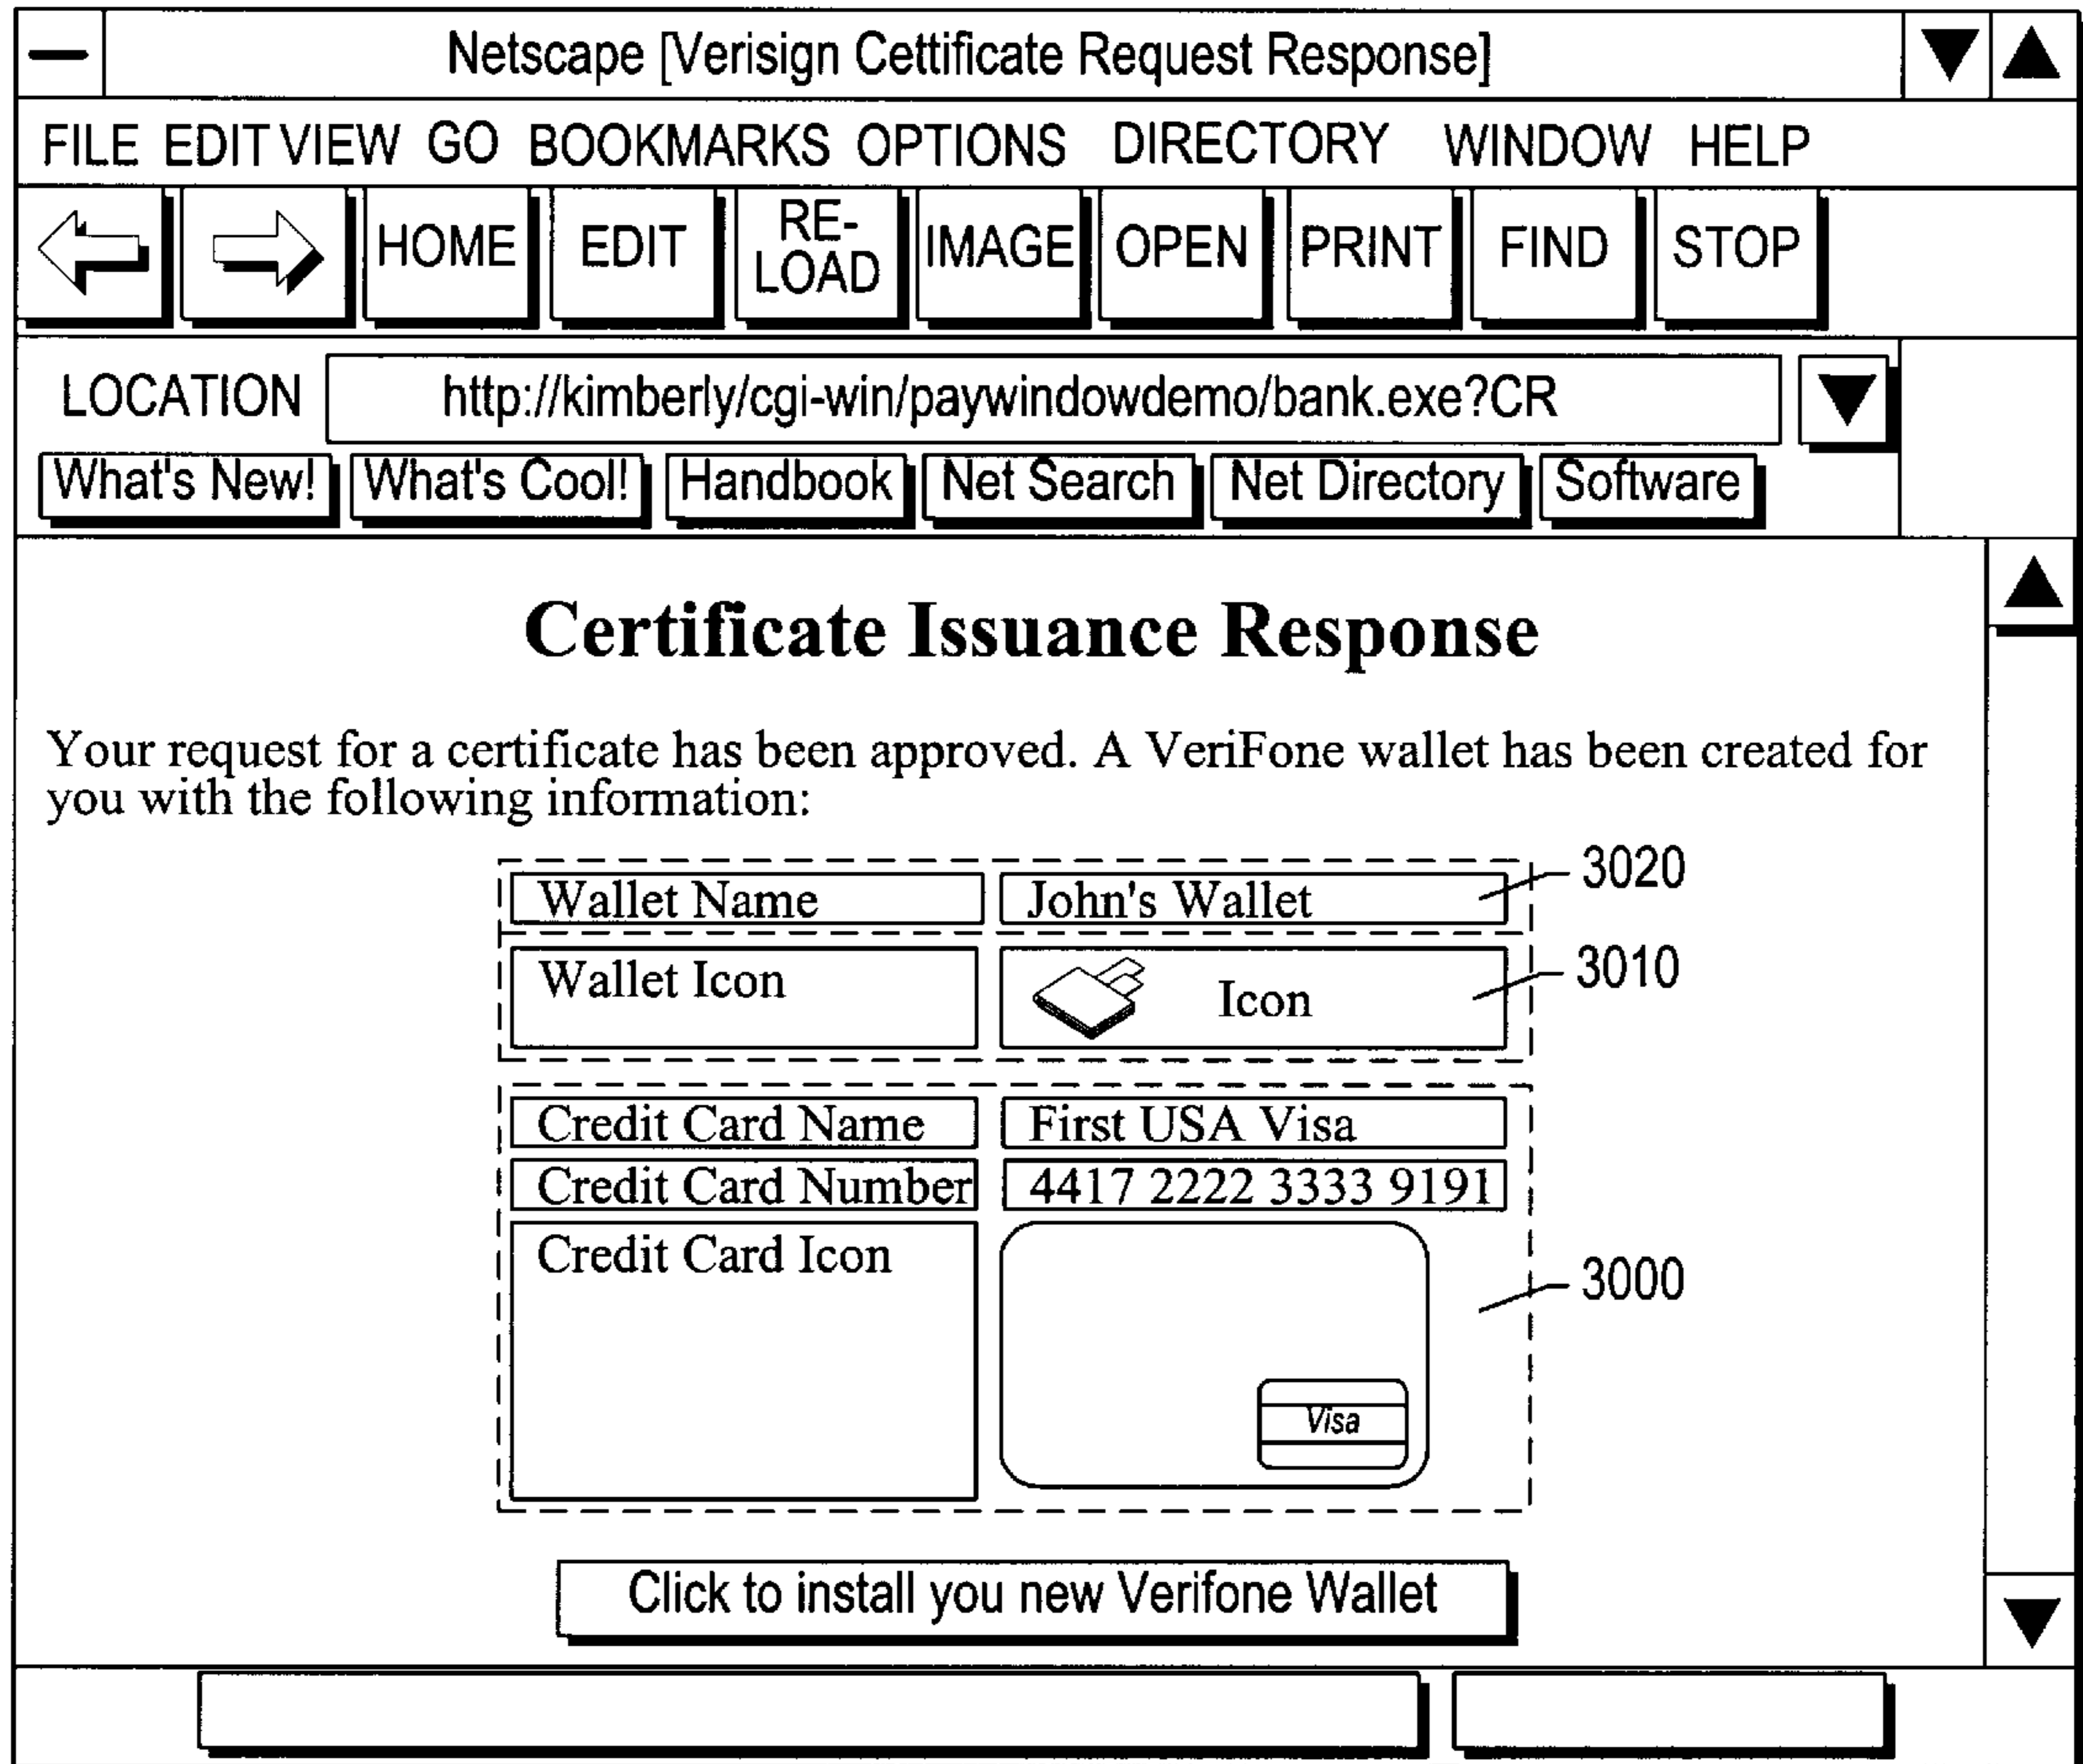 Netscape [Verisign Cettificate Request Response]
FILE EDIT VIEW GO BOOKMARKS OPTIONS DIRECTORY WINDOW HELP
HOME EDIT RE-LOAD IMAGE OPEN PRINT FIND STOP
LOCATION http://kimberly/cgi-win/paywindowdemo/bank.exe?CR
What's New! What's Cool! Handbook Net Search Net Directory Software
Certificate Issuance Response
Your request for a certificate has been approved. A VeriFone wallet has been created for
you with the following information:
Wallet Name John's Wallet 3020
Wallet Icon Icon 3010
Credit Card Name First USA Visa
Credit Card Number 4417 2222 3333 9191
Credit Card Icon 3000
Visa
Click to install you new Verifone Wallet